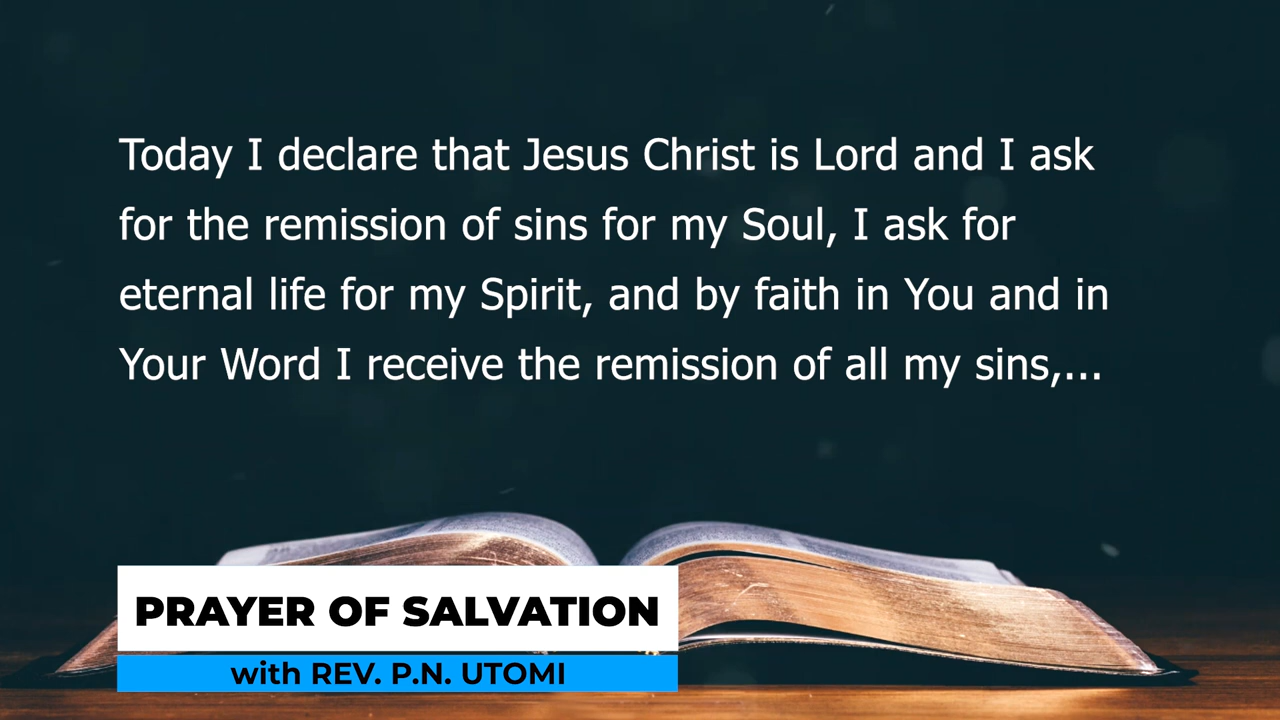 Today I declare that Jesus Christ is Lord and I ask
for the remission of sins for my Soul, I ask for
eternal life for my Spirit, and by faith in You and in
Your Word I receive the remission of all my sins,...
PRAYER OF SALVATION
with REV. P.N. UTOMI